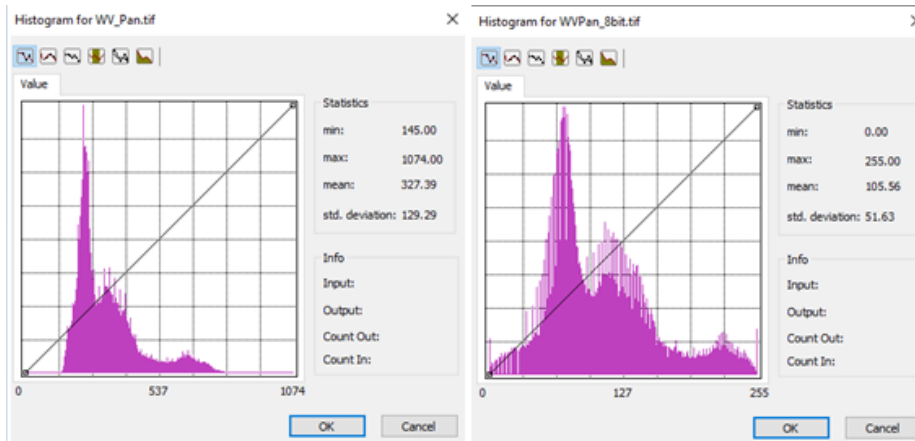 Histogram for WV_Pan.tif
Value
Statistics
min: 145.00
max: 1074.00
mean: 327.39
std. deviation: 129.29
Info
Input:
Output:
Count Out:
Count In:
0 537 1074
OK Cancel
Histogram for WVPan_8bit.tif
Value
Statistics
min: 0.00
max: 255.00
mean: 105.56
std. deviation: 51.63
Info
Input:
Output:
Count Out:
Count In:
0 127 255
OK Cancel